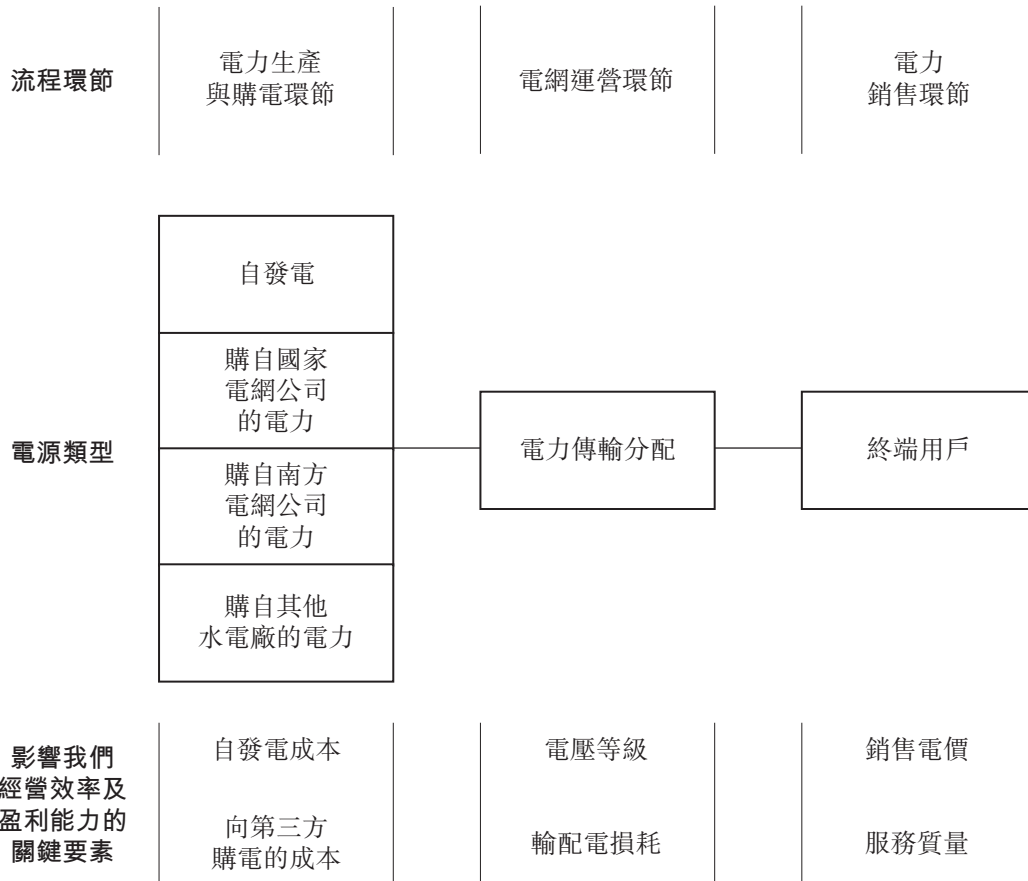 流程環節
電力生產
與購電環節
電網運營環節
電力
銷售環節
電源類型
自發電
購自國家
電網公司
的電力
購自南方
電網公司
的電力
購自其他
水電廠的電力
電力傳輸分配
終端用戶
影響我們
經營效率及
盈利能力的
關鍵要素
自發電成本
向第三方
購電的成本
電壓等級
輸配電損耗
銷售電價
服務質量